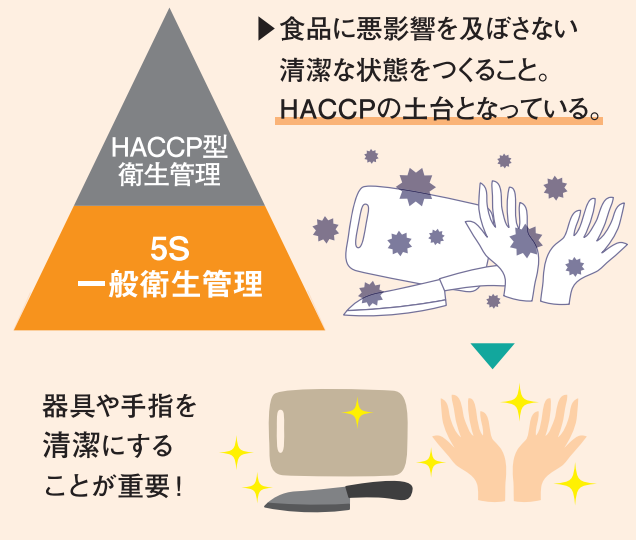 ▶食品に悪影響を及ぼさない
清潔な状態をつくること。
HACCPの土台となっている。
HACCP型
衛生管理
5S
一般衛生管理
器具や手指を
清潔にする
ことが重要！